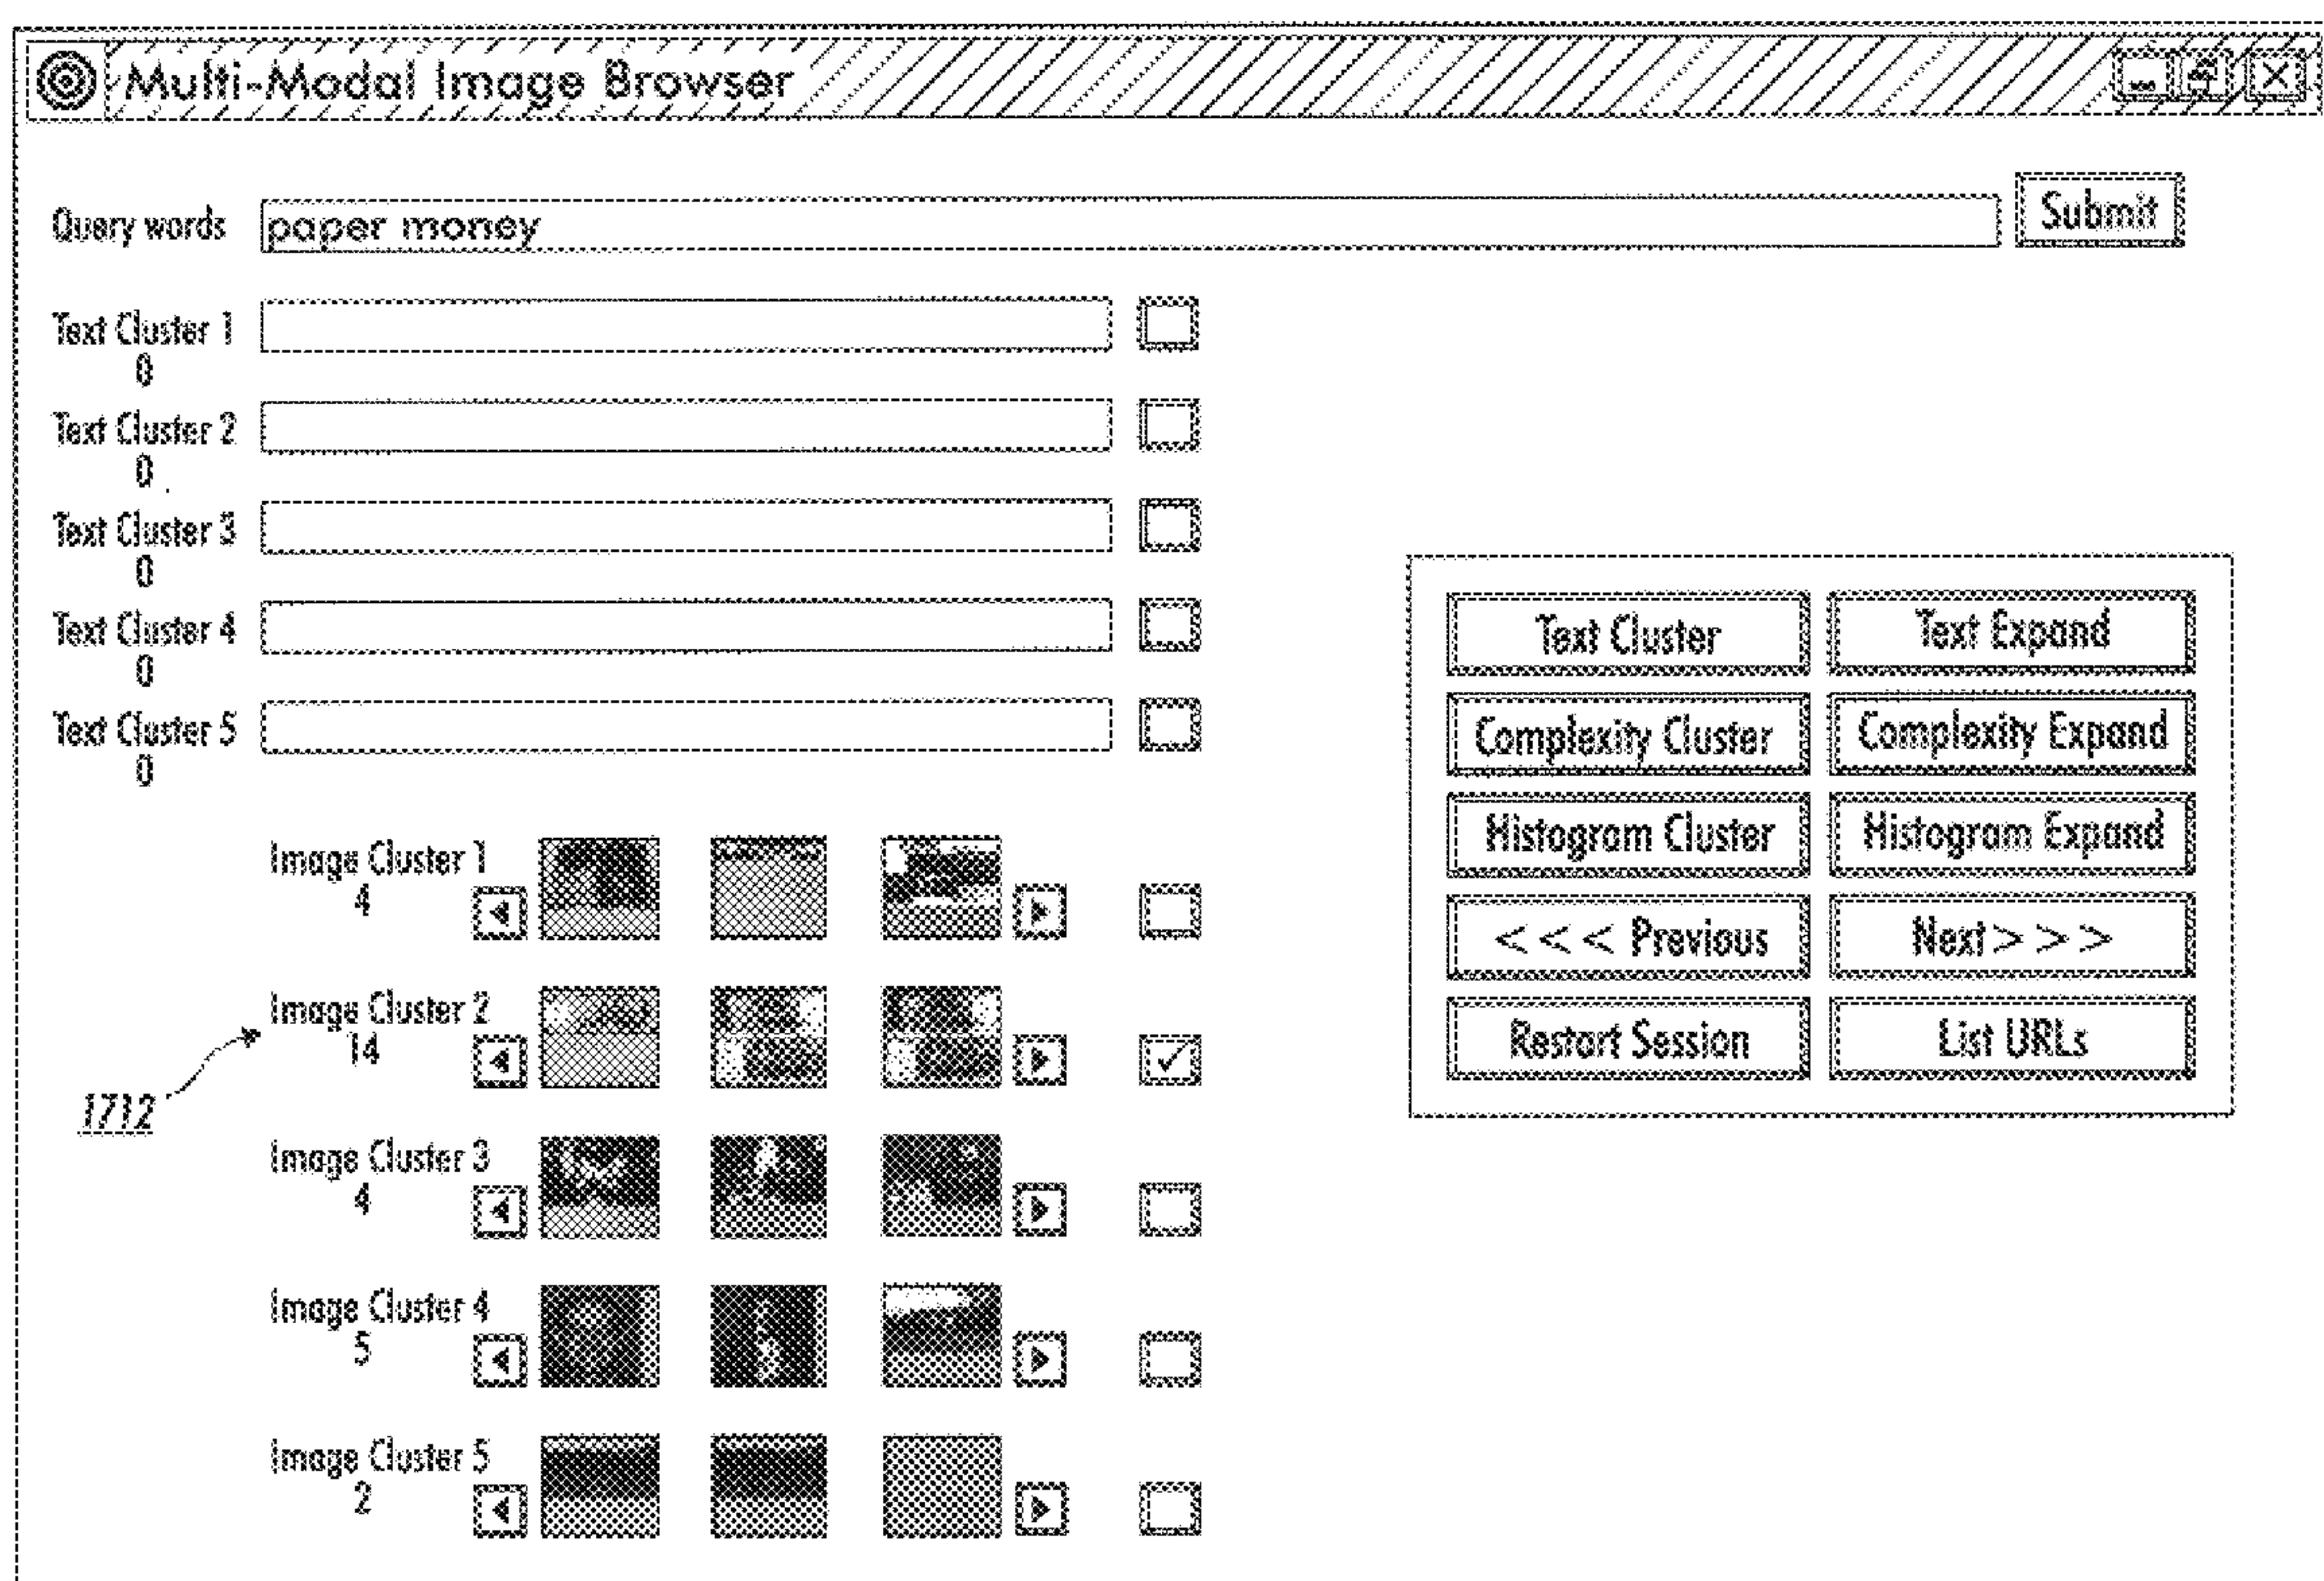 Multi-Modal Image Browser
Query words paper money Submit
Text Cluster 1
0
Text Cluster 2
0
Text Cluster 3
0
Text Cluster 4
0
Text Cluster 5
0
Text Cluster Text Expand
Complexity Cluster Complexity Expand
Histogram Cluster Histogram Expand
<<< Previous Next>>>
Restart Session List URLs
Image Cluster 1
4
Image Cluster 2
14
1712
Image Cluster 3
4
Image Cluster 4
5
Image Cluster 5
2